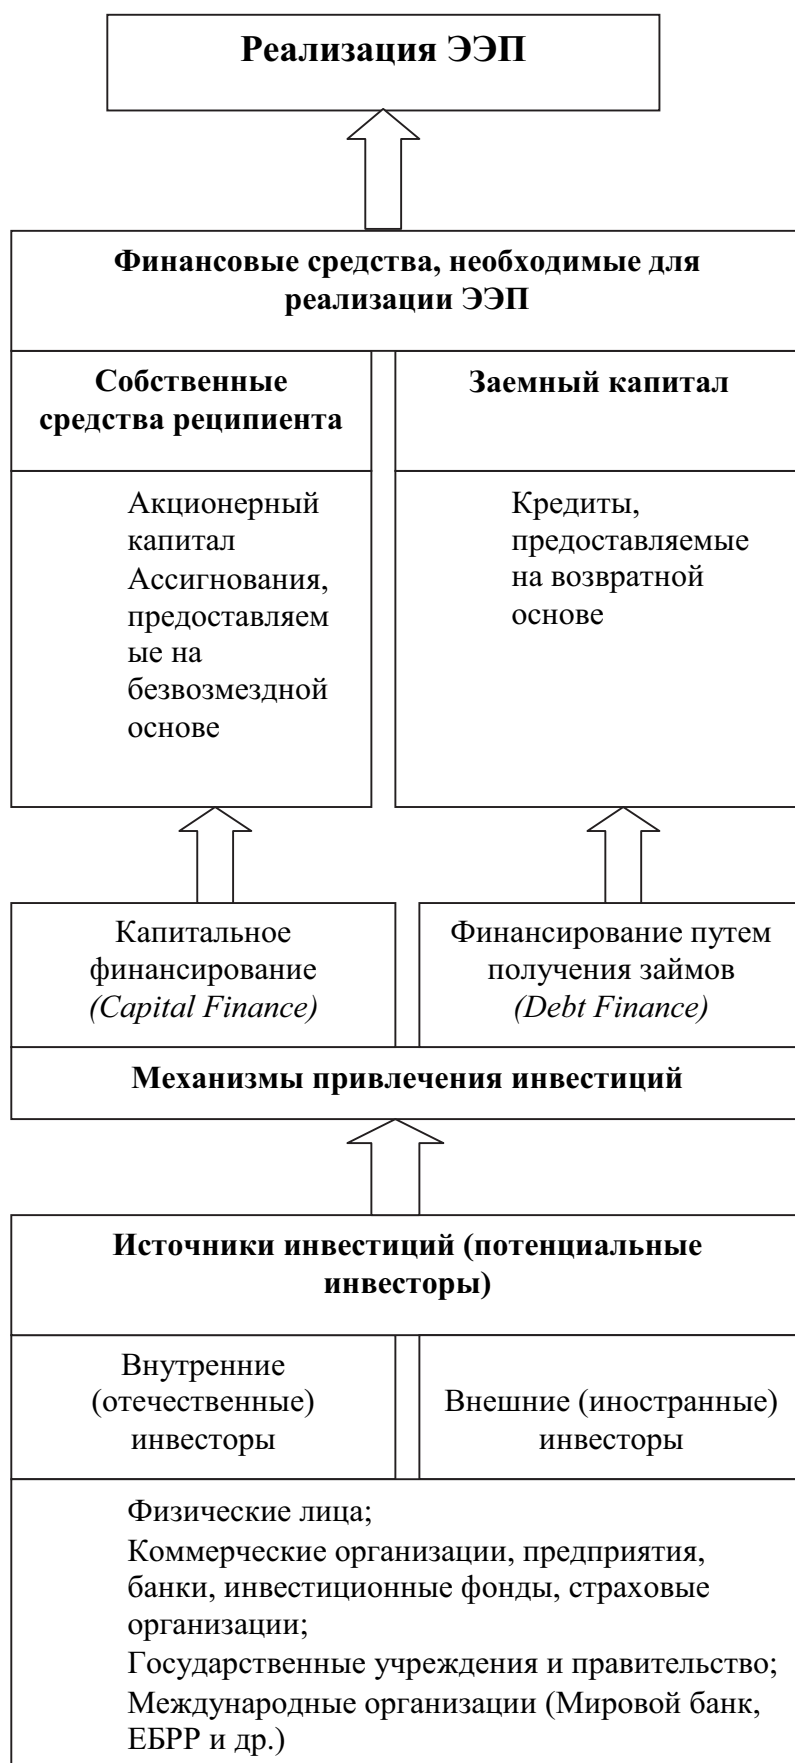 Реализация ЭЭП
Финансовые средства, необходимые для
реализации ЭЭП
Собственные
средства реципиента
Заемный капитал
Акционерный
капитал
Ассигнования,
предоставляем
ые на
безвозмездной
основе
Кредиты,
предоставляемые
на возвратной
основе
Капитальное
финансирование
(Capital Finance)
Финансирование путем
получения займов
(Debt Finance)
Механизмы привлечения инвестиций
Источники инвестиций (потенциальные
инвесторы)
Внутренние
(отечественные)
инвесторы
Внешние (иностранные)
инвесторы
Физические лица;
Коммерческие организации, предприятия,
банки, инвестиционные фонды, страховые
организации;
Государственные учреждения и правительство;
Международные организации (Мировой банк,
ЕБРР и др.)